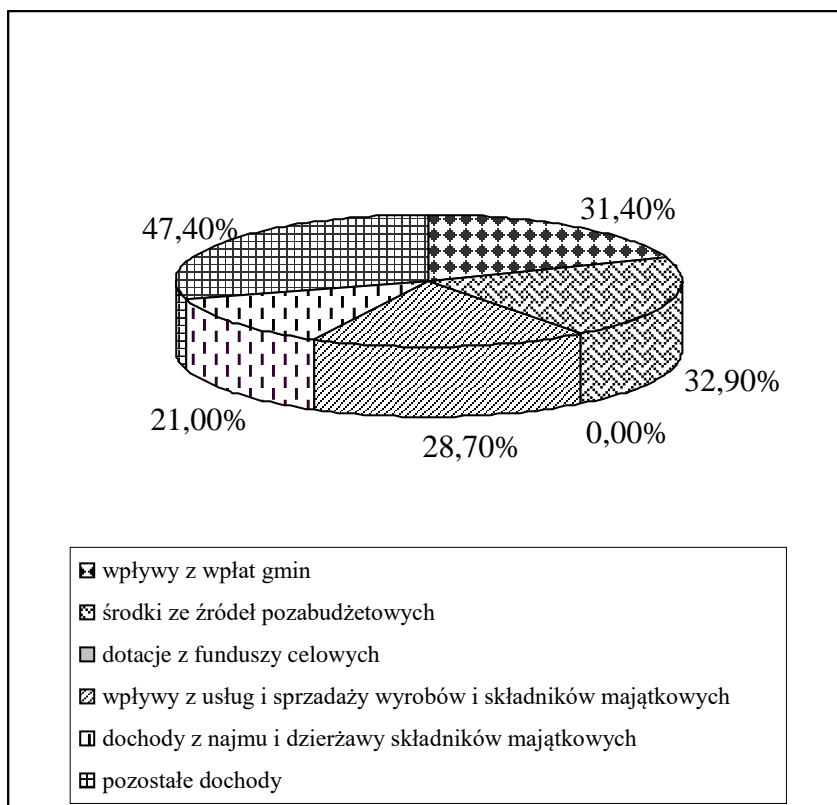 47,40%
31,40%
32,90%
21,00%
28,70%
0,00%
wpływy z wpłat gmin
środki ze źródeł pozabudżetowych
dotacje z funduszy celowych
wpływy z usług i sprzadaży wyrobów i składników majątkowych
dochody z najmu i dzierżawy składników majątkowych
pozostałe dochody